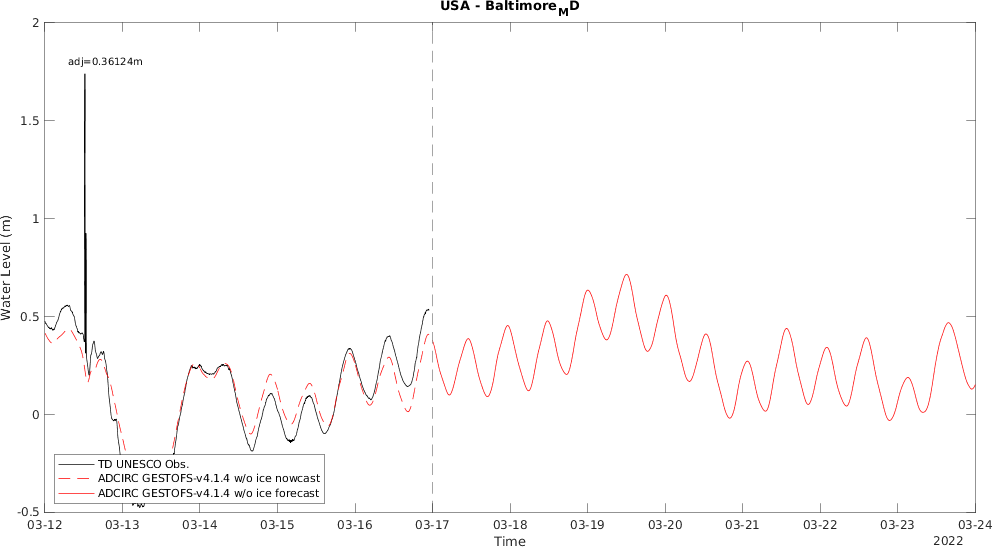 USA - Baltimore_MD
adj=0.36124m
2
1.5
1
0.5
0
-0.5
Water Level (m)
TD UNESCO Obs.
ADCIRC GESTOFS-v4.1.4 w/o ice nowcast
ADCIRC GESTOFS-v4.1.4 w/o ice forecast
03-12 03-13 03-14 03-15 03-16 03-17 03-18 03-19 03-20 03-21 03-22 03-23 03-24
Time
2022